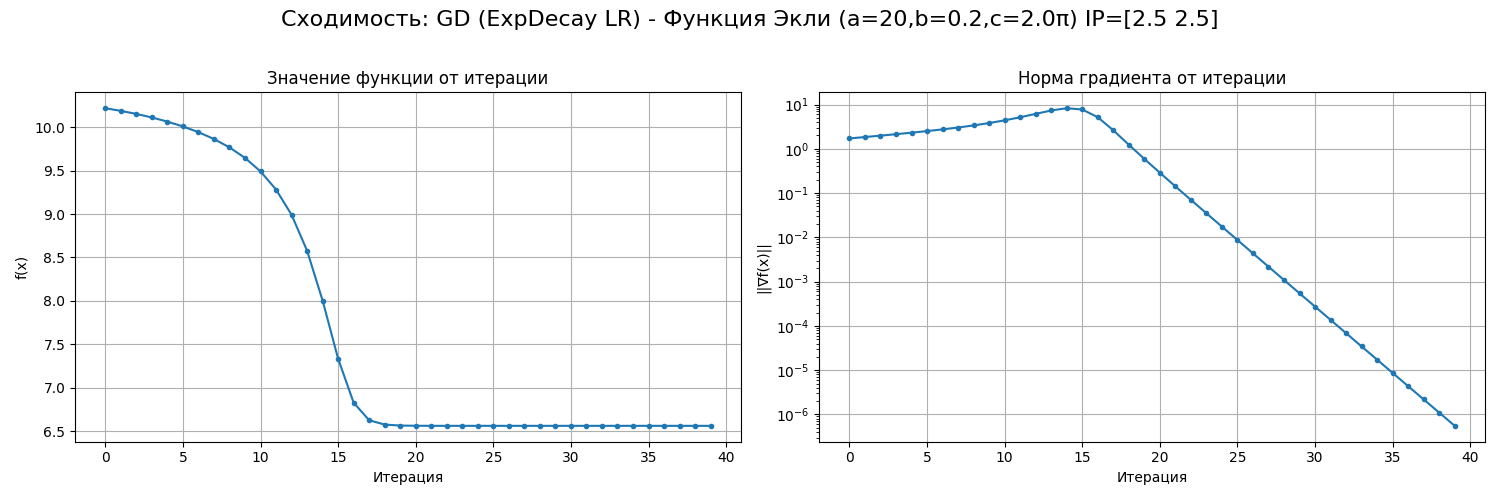 Сходимость: GD (ExpDecay LR) - Функция Экли (a=20,b=0.2,c=2.0π) IP=[2.5 2.5]
Значение функции от итерации
f(x)
10.0
9.5
9.0
8.5
8.0
7.5
7.0
6.5
0 5 10 15 20 25 30 35 40
Итерация
Норма градиента от итерации
||∇f(x)||
10¹
10⁰
10⁻¹
10⁻²
10⁻³
10⁻⁴
10⁻⁵
10⁻⁶
0 5 10 15 20 25 30 35 40
Итерация